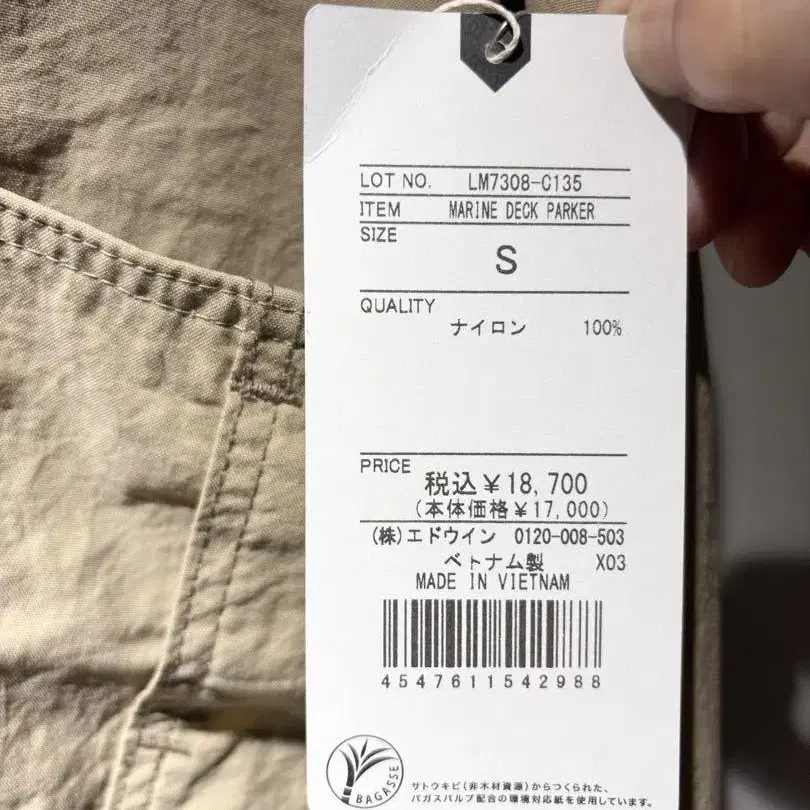 LOT NO. LM7308-C135
ITEM MARINE DECK PARKER
SIZE
S
QUALITY
ナイロン 100%
PRICE
税込¥18,700
(本体価格¥17,000)
(株)エドウイン 0120-008-503
ベトナム製 X03
MADE IN VIETNAM
4547611542988
BAGASSE
サトウキビ(非木材資源)からつくられた、
バガスパルプ配合の環境対応紙を使用しています。